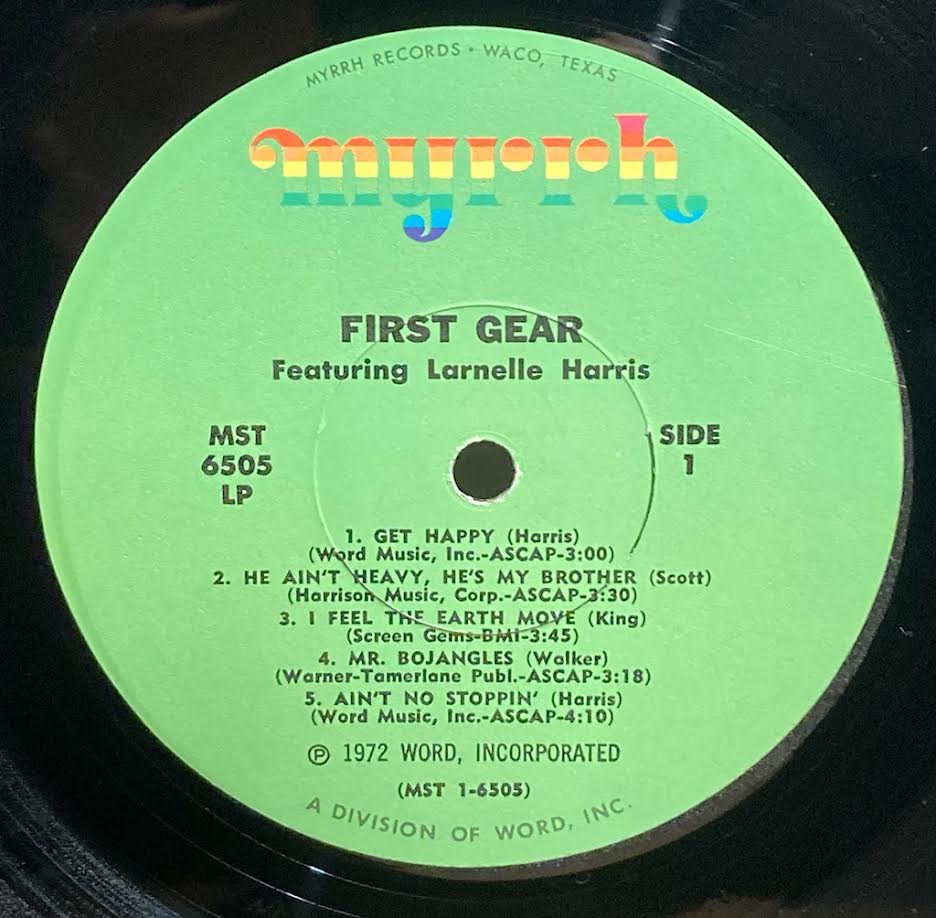 MYRRH RECORDS • WACO, TEXAS
myrrh
FIRST GEAR
Featuring Larnelle Harris
MST
6505
LP
SIDE
1
1. GET HAPPY (Harris)
(Word Music, Inc.-ASCAP-3:00)
2. HE AIN'T HEAVY, HE'S MY BROTHER (Scott)
(Harrison Music, Corp.-ASCAP-3:30)
3. I FEEL THE EARTH MOVE (King)
(Screen Gems-BMI-3:45)
4. MR. BOJANGLES (Walker)
(Warner-Tamerlane Publ.-ASCAP-3:18)
5. AIN'T NO STOPPIN' (Harris)
(Word Music, Inc.-ASCAP-4:10)
℗ 1972 WORD, INCORPORATED
(MST 1-6505)
A DIVISION OF WORD, INC.